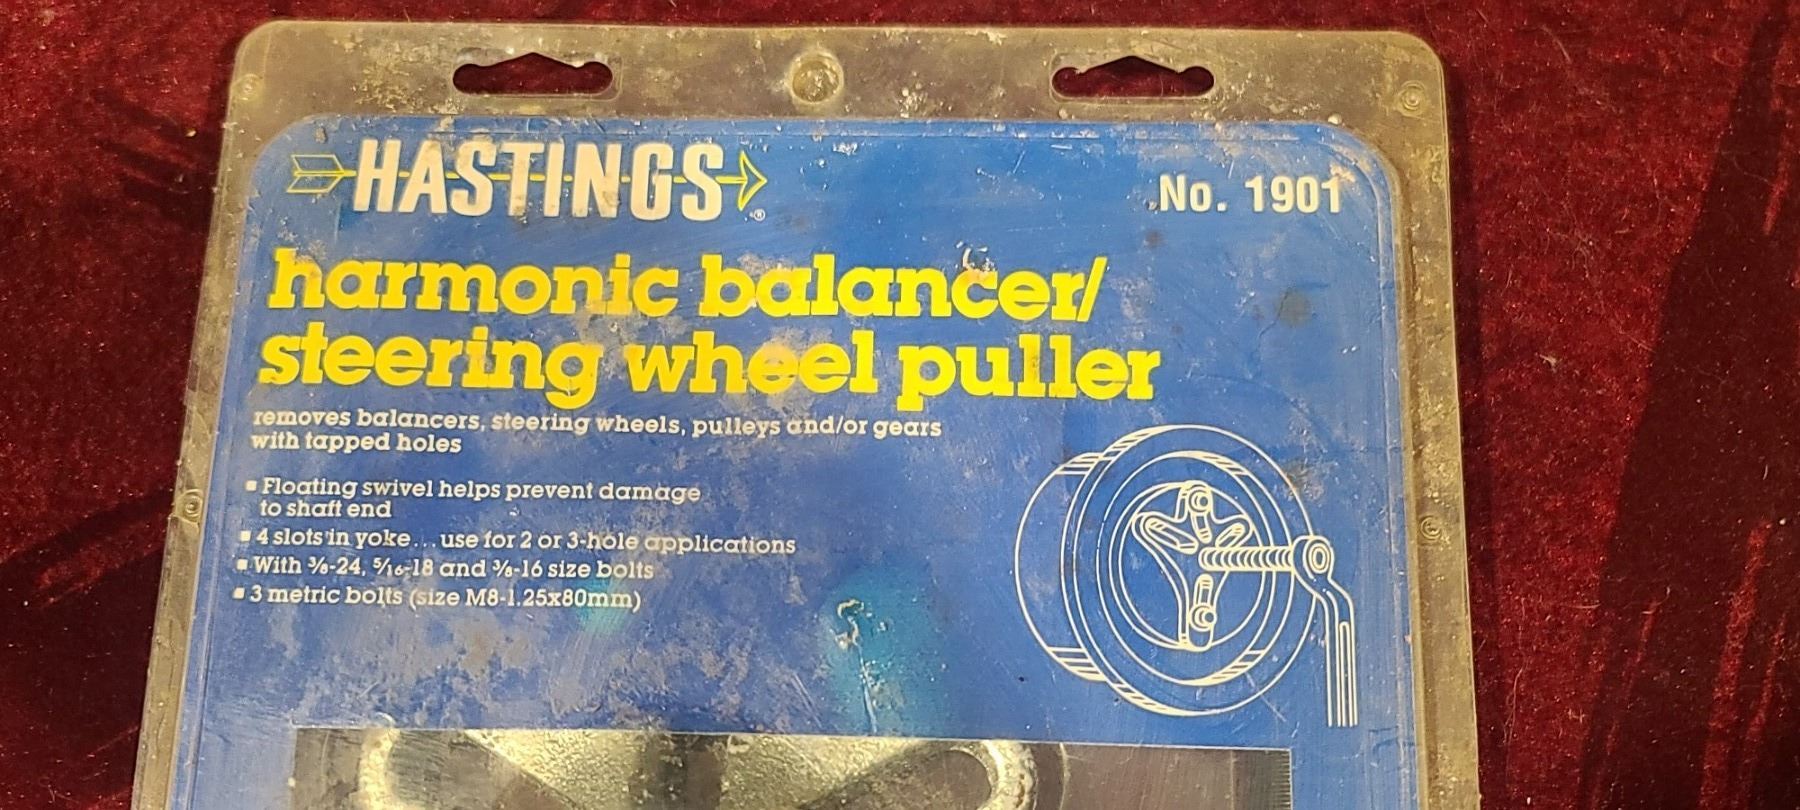 HASTINGS®
No. 1901
harmonic balancer/
steering wheel puller
removes balancers, steering wheels, pulleys and/or gears
with tapped holes
▪ Floating swivel helps prevent damage
to shaft end
▪ 4 slots in yoke... use for 2 or 3-hole applications
▪ With ⅜-24, 5/16-18 and ⅜-16 size bolts
▪ 3 metric bolts (size M8-1.25x80mm)